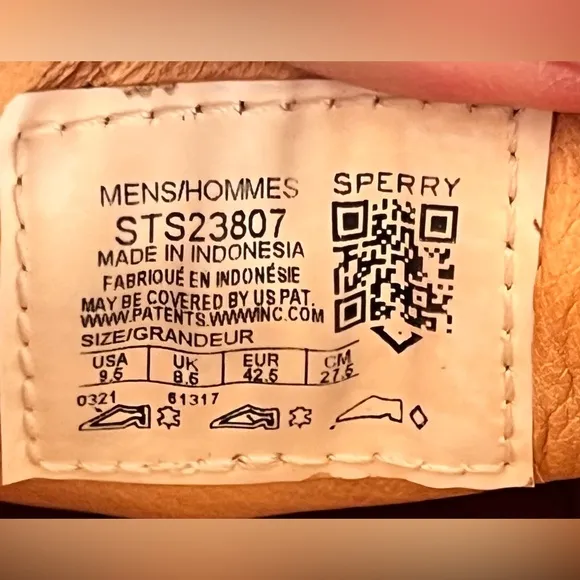 MENS/HOMMES
SPERRY
STS23807
MADE IN INDONESIA
FABRIQUÉ EN INDONÉSIE
MAY BE COVERED BY US PAT.
WWW.PATENTS.WWWINC.COM
SIZE/GRANDEUR
USA UK EUR CM
9.5 8.5 42.5 27.5
0321 61317